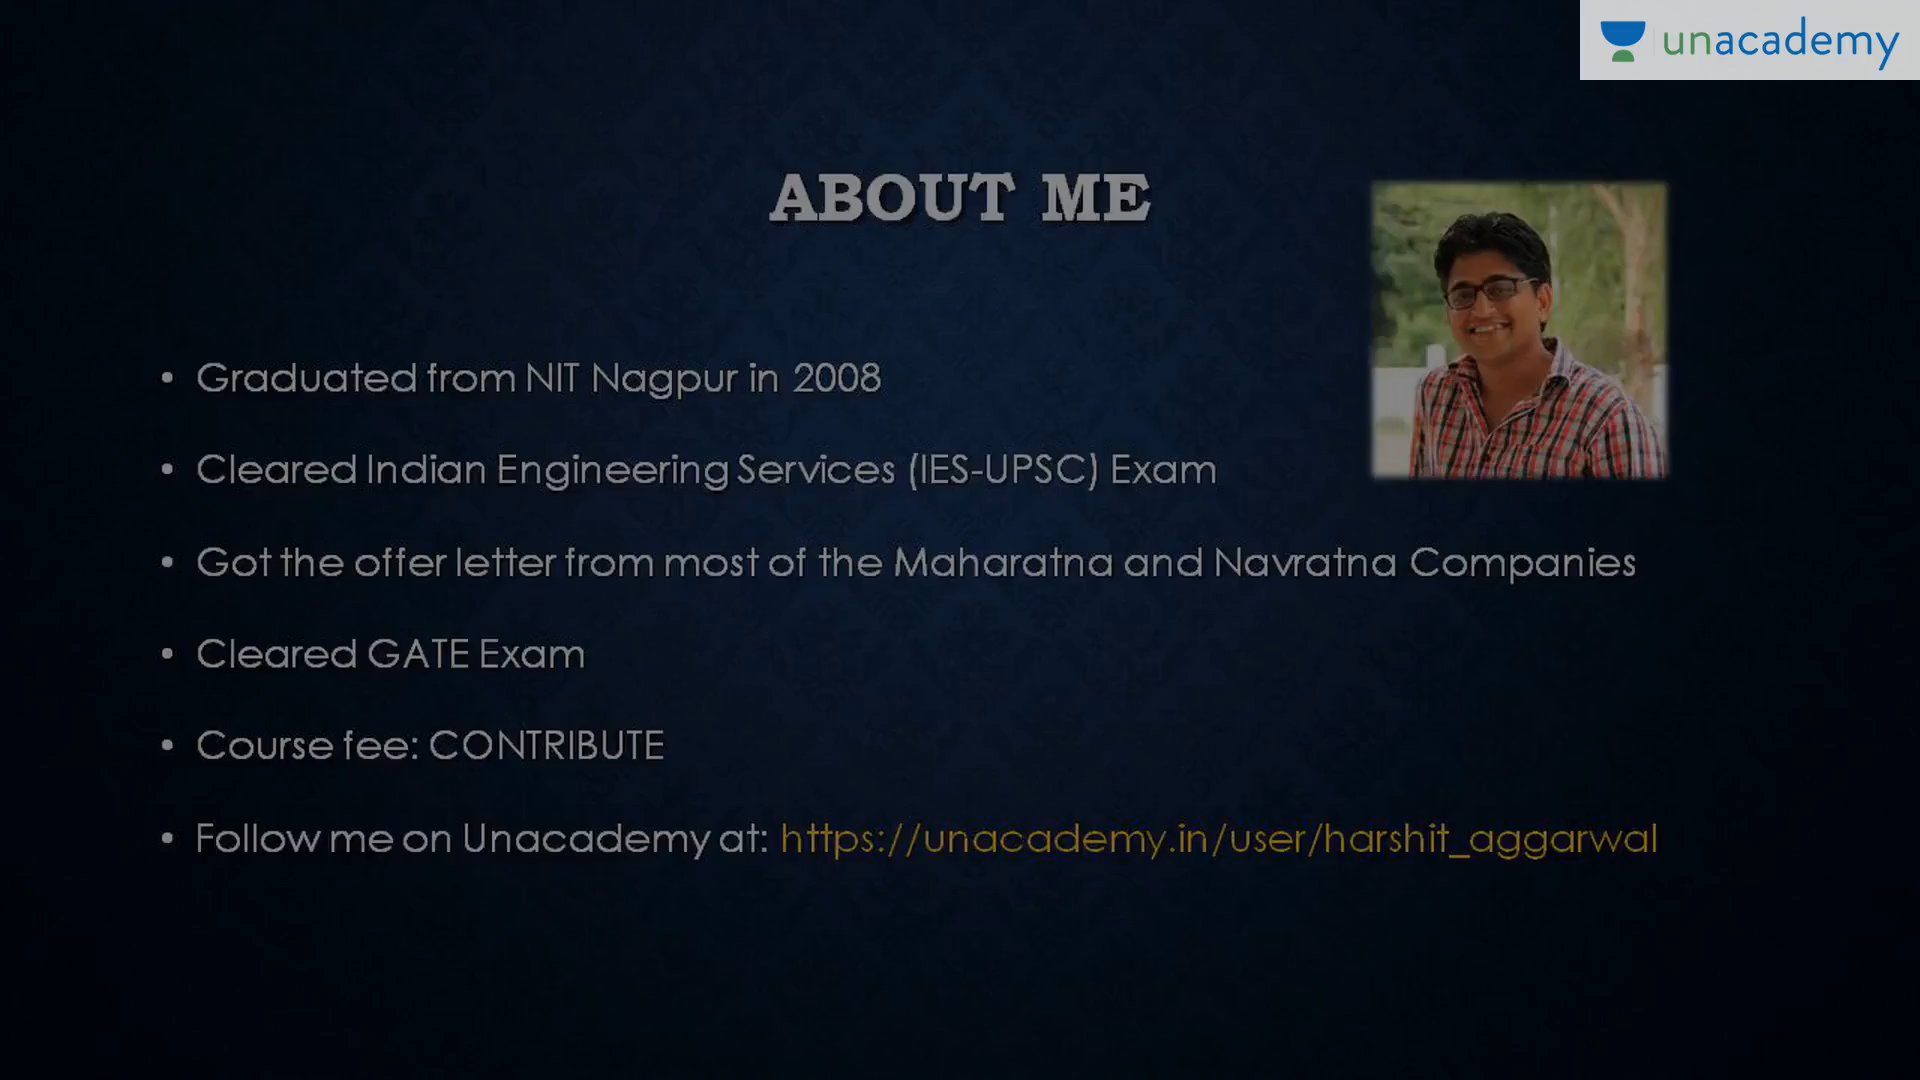 unacademy
ABOUT ME
• Graduated from NIT Nagpur in 2008
• Cleared Indian Engineering Services (IES-UPSC) Exam
• Got the offer letter from most of the Maharatna and Navratna Companies
• Cleared GATE Exam
• Course fee: CONTRIBUTE
• Follow me on Unacademy at: https://unacademy.in/user/harshit_aggarwal